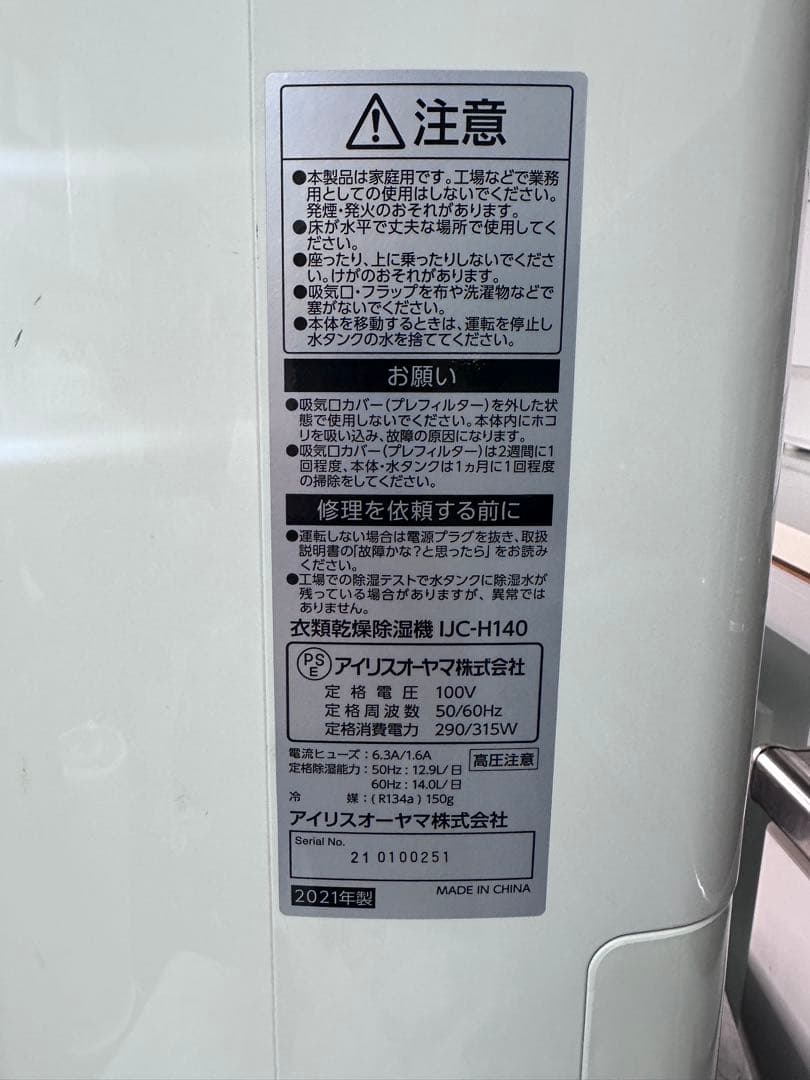 注意
●本製品は家庭用です。工場などで業務
用としての使用はしないでください。
発煙・発火のおそれがあります。
●床が水平で丈夫な場所で使用してく
ださい。
●座ったり、上に乗ったりしないでくださ
い。けがのおそれがあります。
●吸気口・フラップを布や洗濯物などで
塞がないでください。
●本体を移動するときは、運転を停止し
水タンクの水を捨ててください。
お願い
●吸気口カバー(プレフィルター)を外した状
態で使用しないでください。本体内にホコ
リを吸い込み、故障の原因になります。
●吸気口カバー(プレフィルター)は2週間に1
回程度、本体・水タンクは1ヵ月に1回程度
の掃除をしてください。
修理を依頼する前に
●運転しない場合は電源プラグを抜き、取扱
説明書の「故障かな?と思ったら」をお読み
ください。
●工場での除湿テストで水タンクに除湿水が
残っている場合がありますが、異常では
ありません。
衣類乾燥除湿機 IJC-H140
PSE アイリスオーヤマ株式会社
定格電圧 100V
定格周波数 50/60Hz
定格消費電力 290/315W
電流ヒューズ:6.3A/1.6A
高圧注意
定格除湿能力:50Hz:12.9L/日
60Hz:14.0L/日
冷媒:(R134a)150g
アイリスオーヤマ株式会社
Serial No.
21 0100251
2021年製
MADE IN CHINA